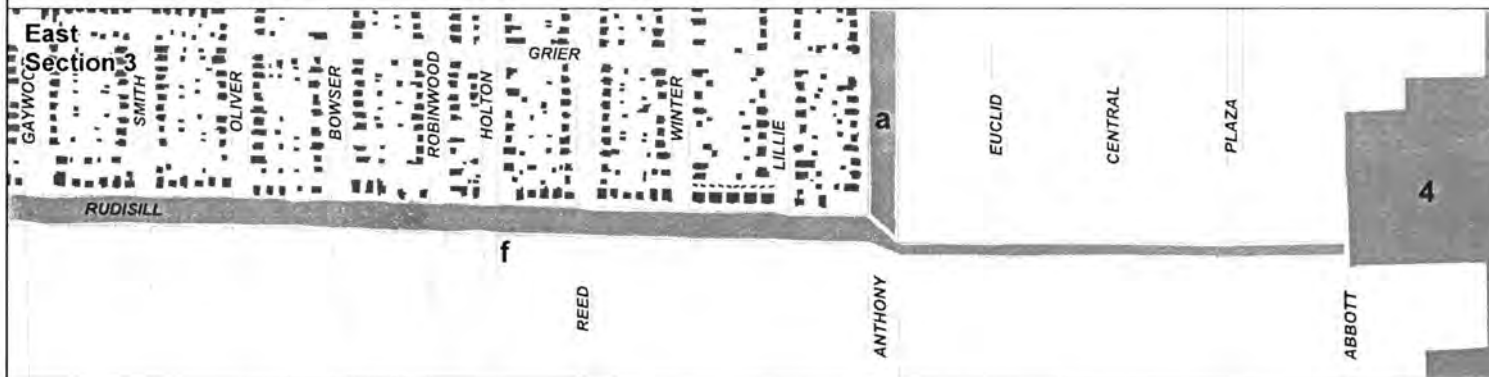 East
Section 3
GAYWOOD
SMITH
OLIVER
BOWSER
ROBINWOOD
HOLTON
GRIER
WINTER
LILLIE
a
EUCLID
CENTRAL
PLAZA
4
RUDISILL
f
REED
ANTHONY
ABBOTT